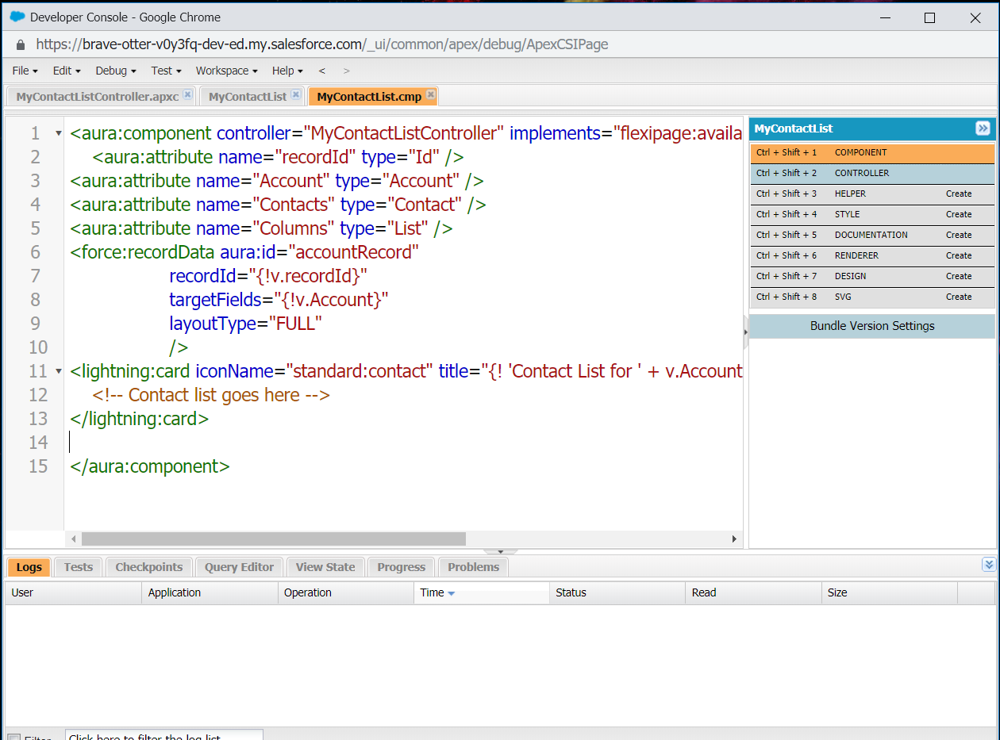 Developer Console - Google Chrome
https://brave-otter-v0y3fq-dev-ed.my.salesforce.com/_ui/common/apex/debug/ApexCSIPage
File Edit Debug Test Workspace Help < >
MyContactListController.apxc MyContactList MyContactList.cmp
1 <aura:component controller="MyContactListController" implements="flexipage:availa
2 <aura:attribute name="recordId" type="Id" />
3 <aura:attribute name="Account" type="Account" />
4 <aura:attribute name="Contacts" type="Contact" />
5 <aura:attribute name="Columns" type="List" />
6 <force:recordData aura:id="accountRecord"
7 recordId="{!v.recordId}"
8 targetFields="{!v.Account}"
9 layoutType="FULL"
10 />
11 <lightning:card iconName="standard:contact" title="{! 'Contact List for ' + v.Account
12 <!-- Contact list goes here -->
13 </lightning:card>
14
15 </aura:component>
MyContactList
Ctrl + Shift + 1 COMPONENT
Ctrl + Shift + 2 CONTROLLER
Ctrl + Shift + 3 HELPER Create
Ctrl + Shift + 4 STYLE Create
Ctrl + Shift + 5 DOCUMENTATION Create
Ctrl + Shift + 6 RENDERER Create
Ctrl + Shift + 7 DESIGN Create
Ctrl + Shift + 8 SVG Create
Bundle Version Settings
Logs Tests Checkpoints Query Editor View State Progress Problems
User Application Operation Time Status Read Size
Filter Click here to filter the log list